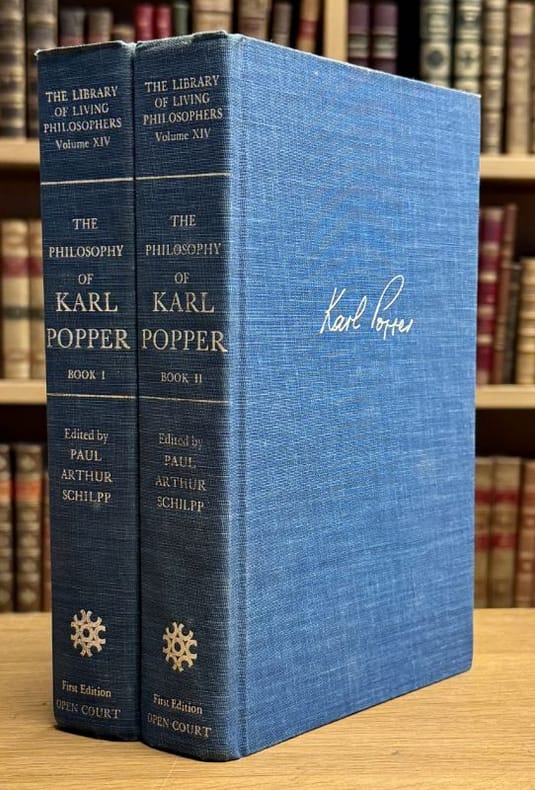 THE LIBRARY
OF LIVING
PHILOSOPHERS
Volume XIV
THE
PHILOSOPHY
OF
KARL
POPPER
BOOK I
Edited by
PAUL
ARTHUR
SCHILPP
First Edition
OPEN COURT
THE LIBRARY
OF LIVING
PHILOSOPHERS
Volume XIV
THE
PHILOSOPHY
OF
KARL
POPPER
BOOK II
Edited by
PAUL
ARTHUR
SCHILPP
First Edition
OPEN COURT
Karl Popper